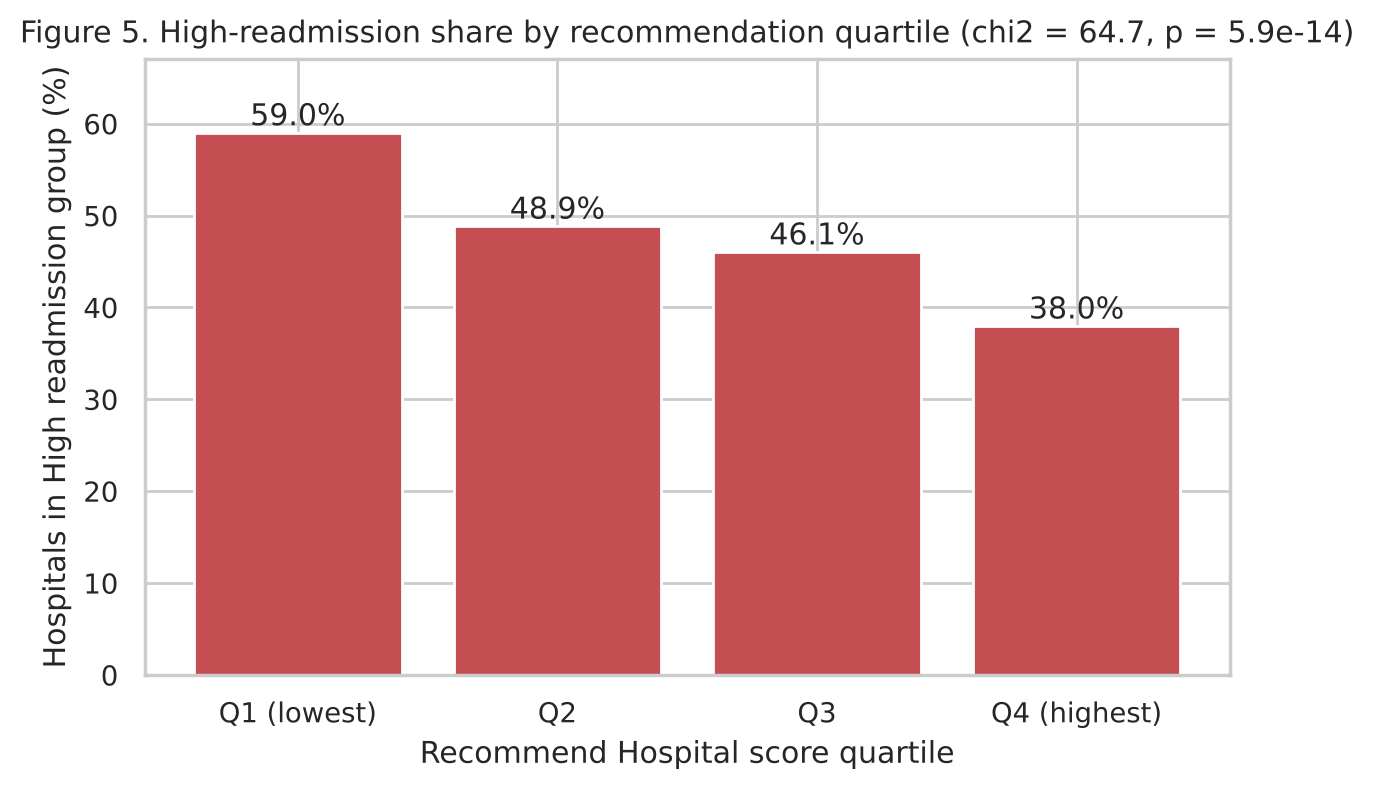 Figure 5. High-readmission share by recommendation quartile (chi2 = 64.7, p = 5.9e-14)
Hospitals in High readmission group (%)
60
50
40
30
20
10
0
59.0%
48.9%
46.1%
38.0%
Q1 (lowest)
Q2
Q3
Q4 (highest)
Recommend Hospital score quartile